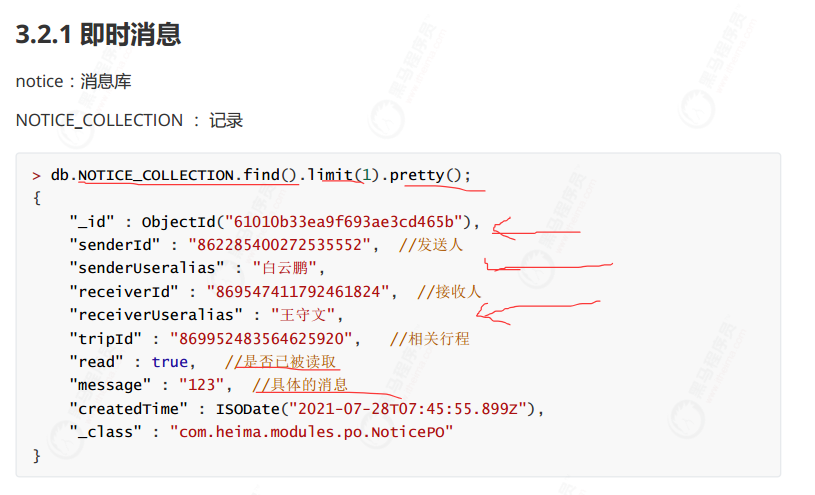 3.2.1 即时消息
notice：消息库
NOTICE_COLLECTION ： 记录
> db.NOTICE_COLLECTION.find().limit(1).pretty();
{
"_id" : ObjectId("61010b33ea9f693ae3cd465b"),
"senderId" : "862285400272535552", //发送人
"senderUseralias" : "白云鹏",
"receiverId" : "869547411792461824", //接收人
"receiverUseralias" : "王守文",
"tripId" : "869952483564625920", //相关行程
"read" : true, //是否已被读取
"message" : "123", //具体的消息
"createdTime" : ISODate("2021-07-28T07:45:55.899Z"),
"_class" : "com.heima.modules.po.NoticePO"
}